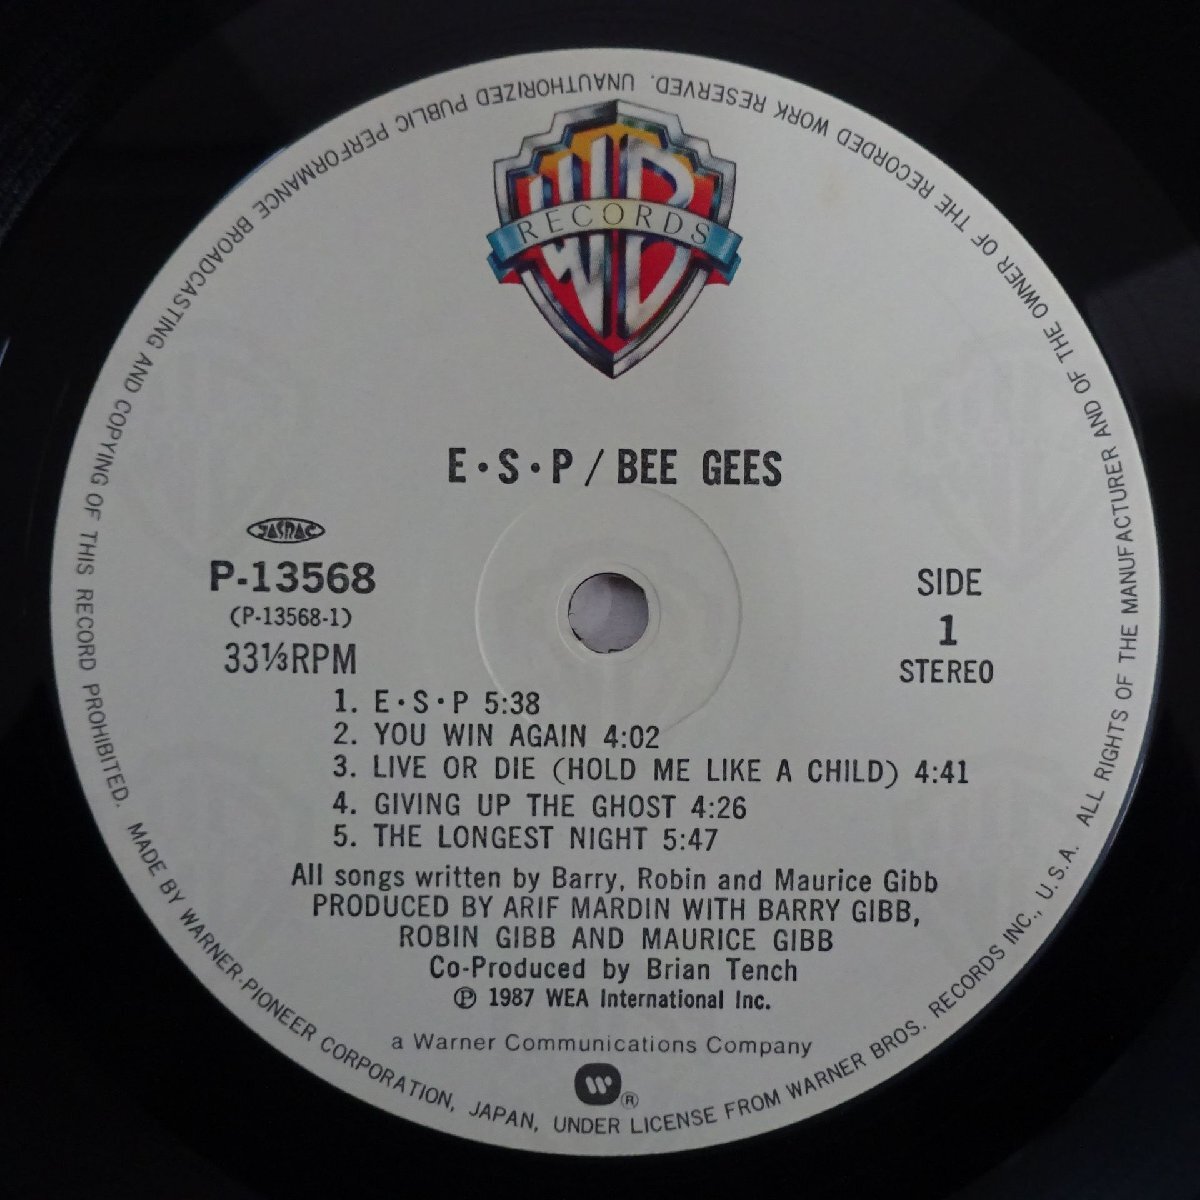 WB
RECORDS
E・S・P / BEE GEES
JASRAC
P-13568
(P-13568-1)
33⅓RPM
SIDE
1
STEREO
1. E・S・P 5:38
2. YOU WIN AGAIN 4:02
3. LIVE OR DIE (HOLD ME LIKE A CHILD) 4:41
4. GIVING UP THE GHOST 4:26
5. THE LONGEST NIGHT 5:47
All songs written by Barry, Robin and Maurice Gibb
PRODUCED BY ARIF MARDIN WITH BARRY GIBB,
ROBIN GIBB AND MAURICE GIBB
Co-Produced by Brian Tench
Ⓟ 1987 WEA International Inc.
a Warner Communications Company
®
MADE BY WARNER-PIONEER CORPORATION, JAPAN, UNDER LICENSE FROM WARNER BROS. RECORDS INC., U.S.A. ALL RIGHTS OF THE MANUFACTURER AND OF THE OWNER OF THE RECORDED WORK RESERVED. UNAUTHORIZED PUBLIC PERFORMANCE BROADCASTING AND COPYING OF THIS RECORD PROHIBITED.